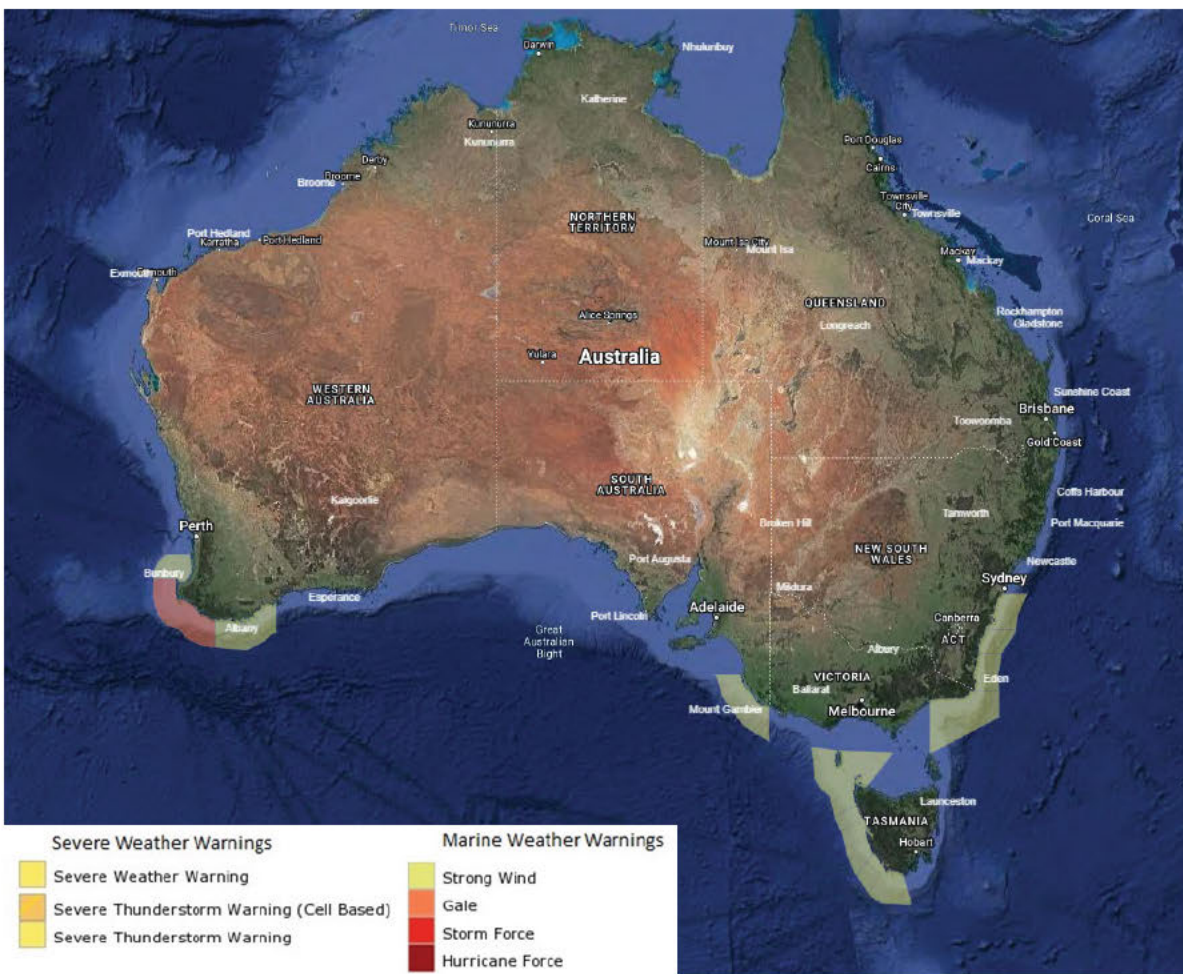 Timor Sea
Darwin
Nhulunbuy
Katherine
Kununurra
Kununurra
Port Douglas
Derby
Cairns
Broome
Broome
Townsville
City
Townsville
NORTHERN
TERRITORY
Coral Sea
Port Hedland
Port Hedland
Karratha
Mount Isa City
Mount Isa
Mackay
Mackay
Exmouth
Exmouth
QUEENSLAND
Rockhampton
Gladstone
Alice Springs
Longreach
Yulara
Australia
WESTERN
AUSTRALIA
Sunshine Coast
Brisbane
Toowoomba
Gold Coast
SOUTH
AUSTRALIA
Kalgoorlie
Coffs Harbour
Tamworth
Perth
Broken Hill
Port Macquarie
NEW SOUTH
WALES
Port Augusta
Newcastle
Bunbury
Mildura
Sydney
Esperance
Port Lincoln
Adelaide
Canberra
ACT
Albany
Great
Australian
Bight
Albury
VICTORIA
Eden
Ballarat
Mount Gambier
Melbourne
Launceston
TASMANIA
Hobart
Severe Weather Warnings
Severe Weather Warning
Severe Thunderstorm Warning (Cell Based)
Severe Thunderstorm Warning
Marine Weather Warnings
Strong Wind
Gale
Storm Force
Hurricane Force